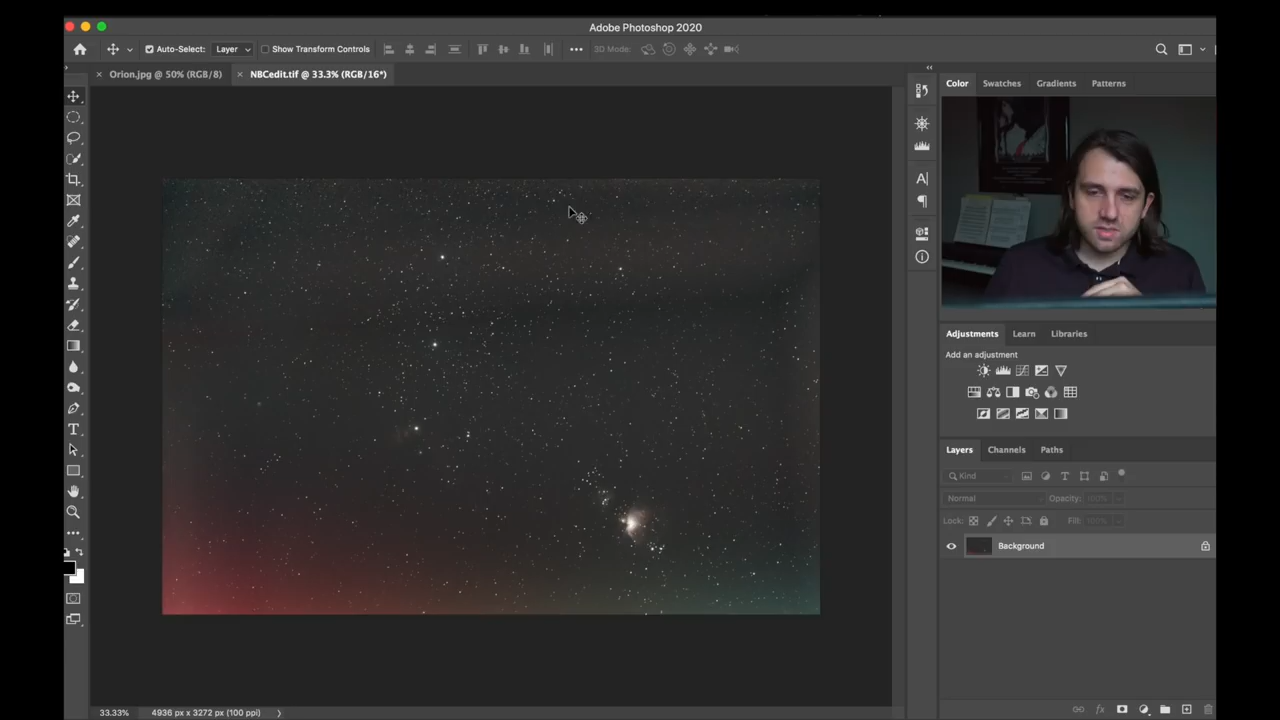 Adobe Photoshop 2020
Auto-Select: Layer Show Transform Controls 3D Mode:
Orion.jpg @ 50% (RGB/8) NBCedit.tif @ 33.3% (RGB/16*)
Color Swatches Gradients Patterns
Adjustments Learn Libraries
Add an adjustment
Layers Channels Paths
Kind
Normal Opacity: 100%
Lock: Fill: 100%
Background
33.33% 4936 px x 3272 px (100 ppi)